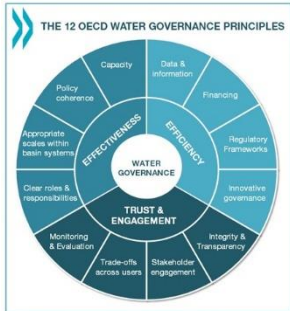 THE 12 OECD WATER GOVERNANCE PRINCIPLES
Capacity
Policy
coherence
Appropriate
scales within
basin systems
Clear roles &
responsibilities
Data &
information
Financing
Regulatory
Frameworks
Innovative
governance
EFFECTIVENESS
EFFICIENCY
WATER
GOVERNANCE
TRUST &
ENGAGEMENT
Monitoring
& Evaluation
Trade-offs
across users
Stakeholder
engagement
Integrity &
Transparency